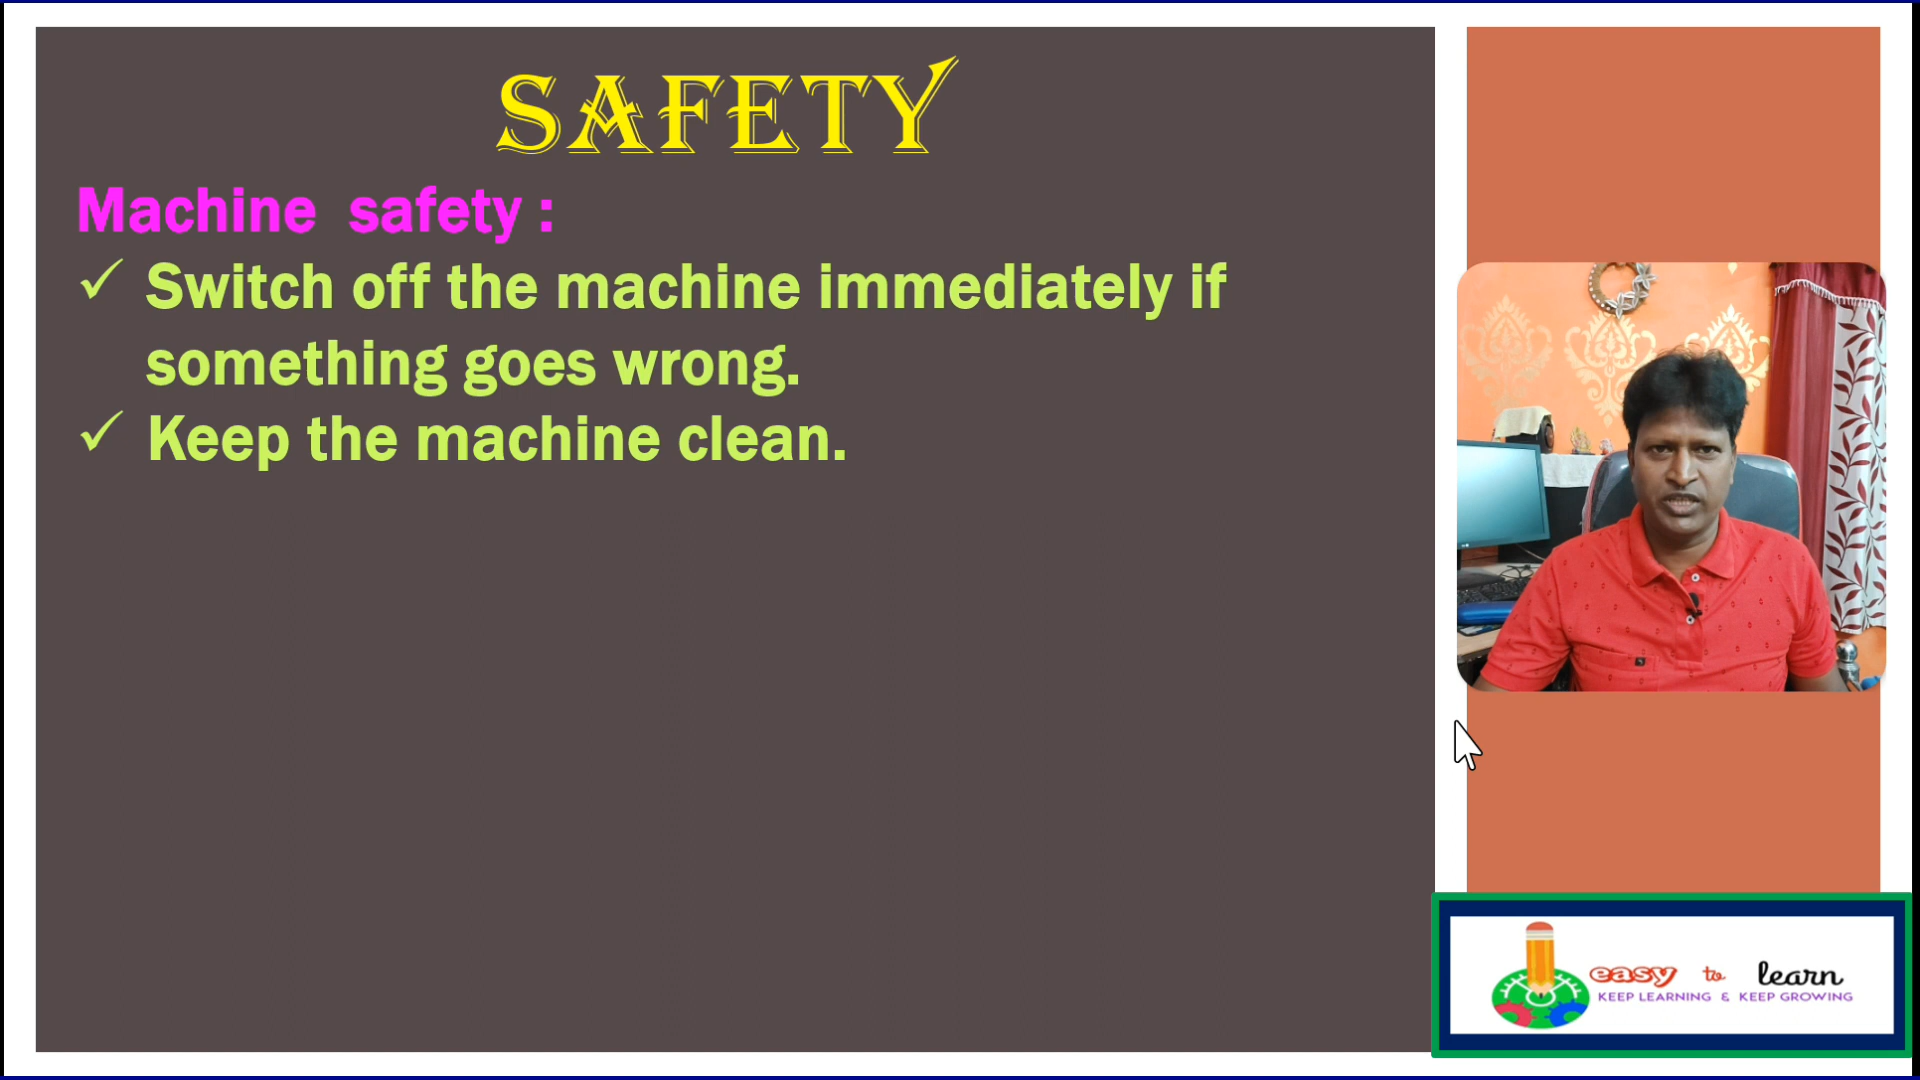 SAFETY
Machine safety :
✓ Switch off the machine immediately if
something goes wrong.
✓ Keep the machine clean.
easy to learn
KEEP LEARNING & KEEP GROWING